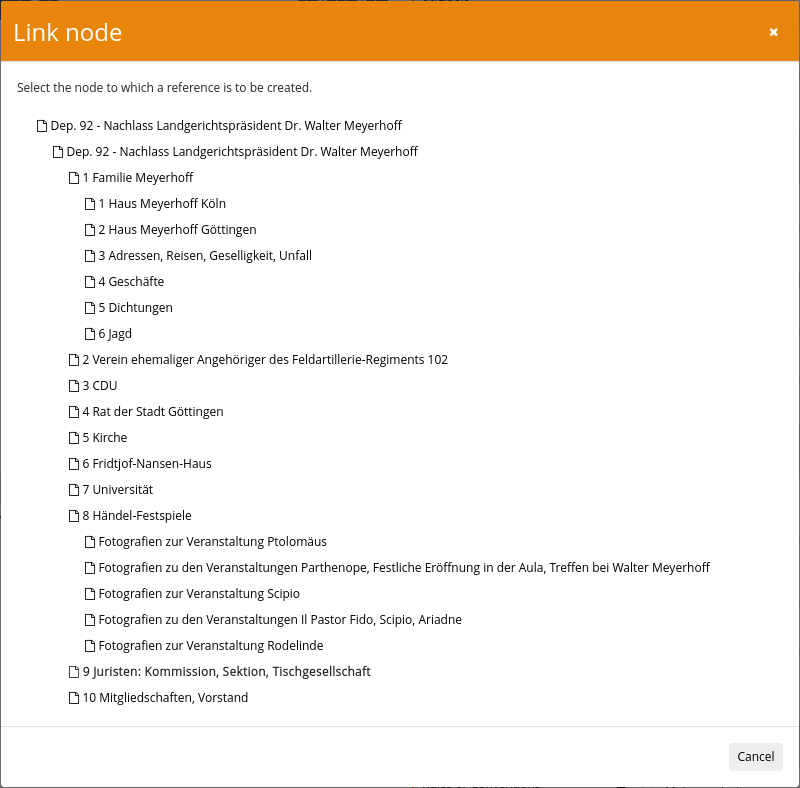 Link node
Select the node to which a reference is to be created.
Dep. 92 - Nachlass Landgerichtspräsident Dr. Walter Meyerhoff
Dep. 92 - Nachlass Landgerichtspräsident Dr. Walter Meyerhoff
1 Familie Meyerhoff
1 Haus Meyerhoff Köln
2 Haus Meyerhoff Göttingen
3 Adressen, Reisen, Geselligkeit, Unfall
4 Geschäfte
5 Dichtungen
6 Jagd
2 Verein ehemaliger Angehöriger des Feldartillerie-Regiments 102
3 CDU
4 Rat der Stadt Göttingen
5 Kirche
6 Fridtjof-Nansen-Haus
7 Universität
8 Händel-Festspiele
Fotografien zur Veranstaltung Ptolomäus
Fotografien zu den Veranstaltungen Parthenope, Festliche Eröffnung in der Aula, Treffen bei Walter Meyerhoff
Fotografien zur Veranstaltung Scipio
Fotografien zu den Veranstaltungen Il Pastor Fido, Scipio, Ariadne
Fotografien zur Veranstaltung Rodelinde
9 Juristen: Kommission, Sektion, Tischgesellschaft
10 Mitgliedschaften, Vorstand
Cancel